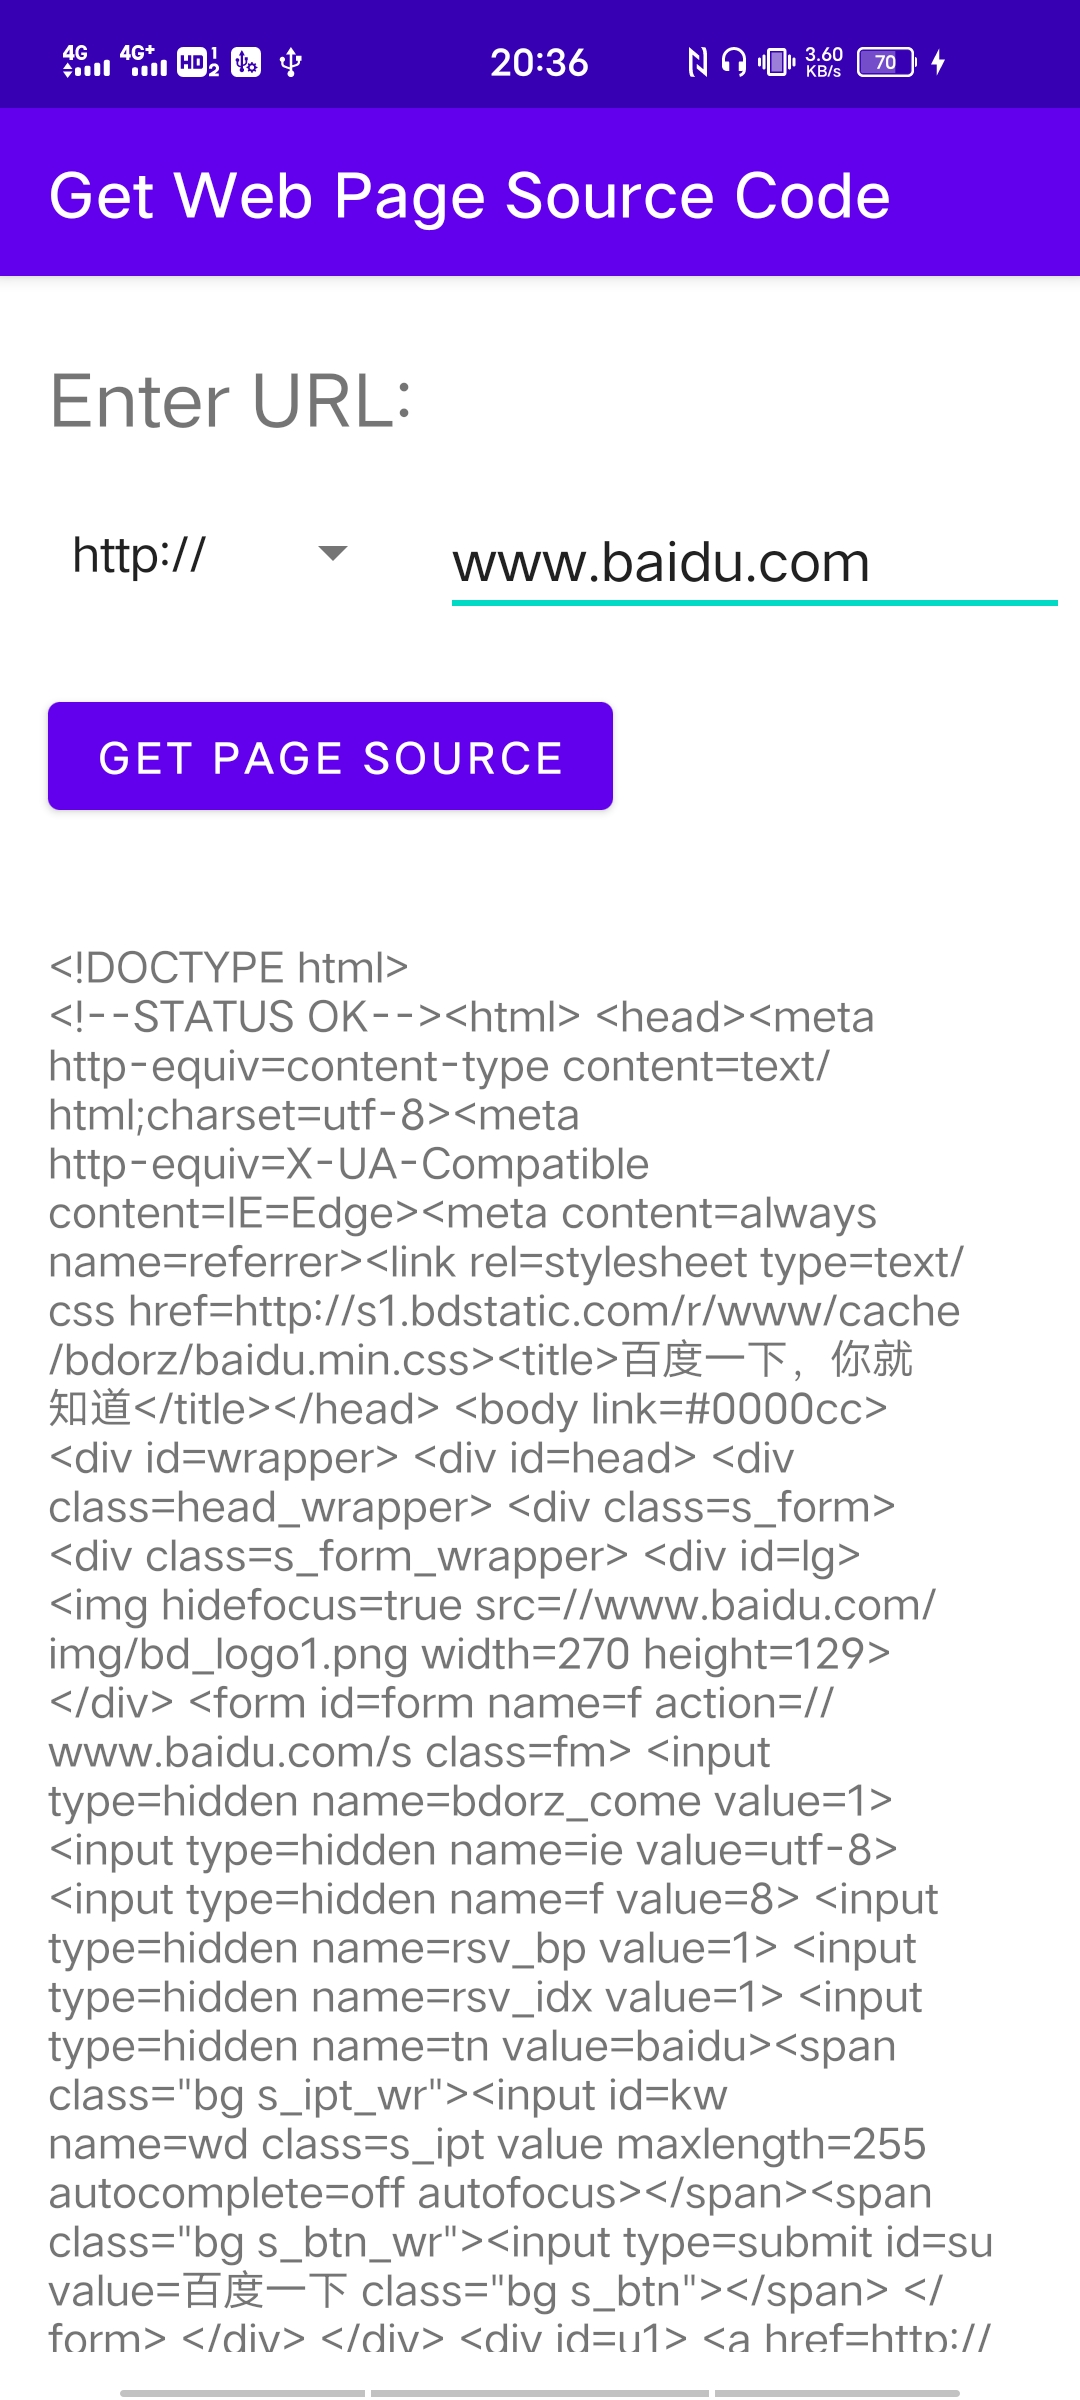 4G 4G+ HD 1 2 20:36 3.60 KB/s 70
Get Web Page Source Code
Enter URL:
http:// www.baidu.com
GET PAGE SOURCE
<!DOCTYPE html>
<!--STATUS OK--><html> <head><meta
http-equiv=content-type content=text/
html;charset=utf-8><meta
http-equiv=X-UA-Compatible
content=IE=Edge><meta content=always
name=referrer><link rel=stylesheet type=text/
css href=http://s1.bdstatic.com/r/www/cache
/bdorz/baidu.min.css><title>百度一下，你就
知道</title></head> <body link=#0000cc>
<div id=wrapper> <div id=head> <div
class=head_wrapper> <div class=s_form>
<div class=s_form_wrapper> <div id=lg>
<img hidefocus=true src=//www.baidu.com/
img/bd_logo1.png width=270 height=129>
</div> <form id=form name=f action=//
www.baidu.com/s class=fm> <input
type=hidden name=bdorz_come value=1>
<input type=hidden name=ie value=utf-8>
<input type=hidden name=f value=8> <input
type=hidden name=rsv_bp value=1> <input
type=hidden name=rsv_idx value=1> <input
type=hidden name=tn value=baidu><span
class="bg s_ipt_wr"><input id=kw
name=wd class=s_ipt value maxlength=255
autocomplete=off autofocus></span><span
class="bg s_btn_wr"><input type=submit id=su
value=百度一下 class="bg s_btn"></span> </
form> </div> </div> <div id=u1> <a href=http://